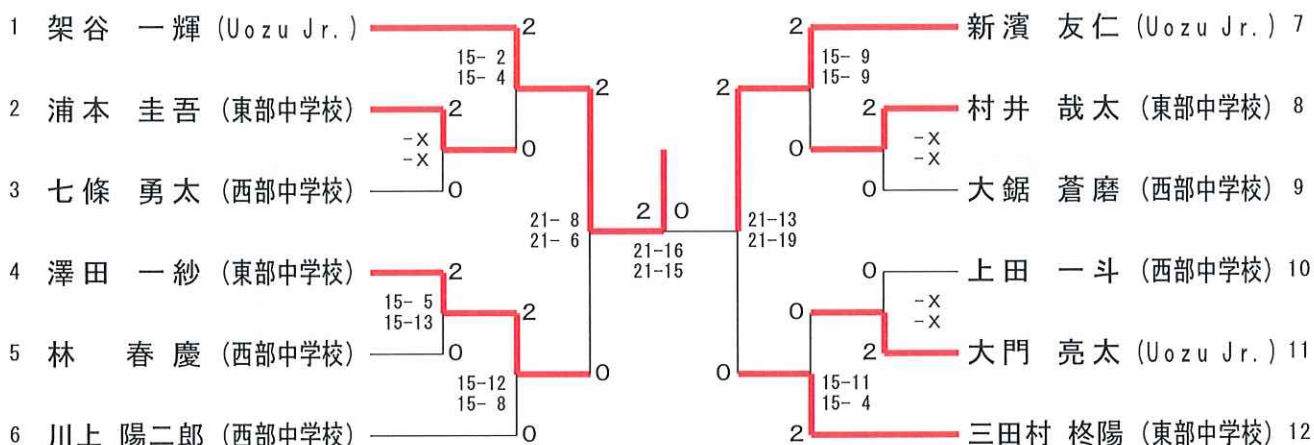 1 架谷 一輝 (Uozu Jr.)
2 浦本 圭吾 (東部中学校)
3 七條 勇太 (西部中学校)
4 澤田 一紗 (東部中学校)
5 林 春慶 (西部中学校)
6 川上 陽二郎 (西部中学校)
2
15- 2
15- 4
2
2
-X
-X
0
0
21- 8
21- 6
2
15- 5
15-13
2
0
15-12
15- 8
0
0
2 0
21-16
21-15
2
15- 9
15- 9
2
2
-X
-X
0
0
21-13
21-19
0
-X
-X
0
2
0
15-11
15- 4
2
新濱 友仁 (Uozu Jr.) 7
村井 哉太 (東部中学校) 8
大鋸 蒼磨 (西部中学校) 9
上田 一斗 (西部中学校) 10
大門 亮太 (Uozu Jr.) 11
三田村 柊陽 (東部中学校) 12